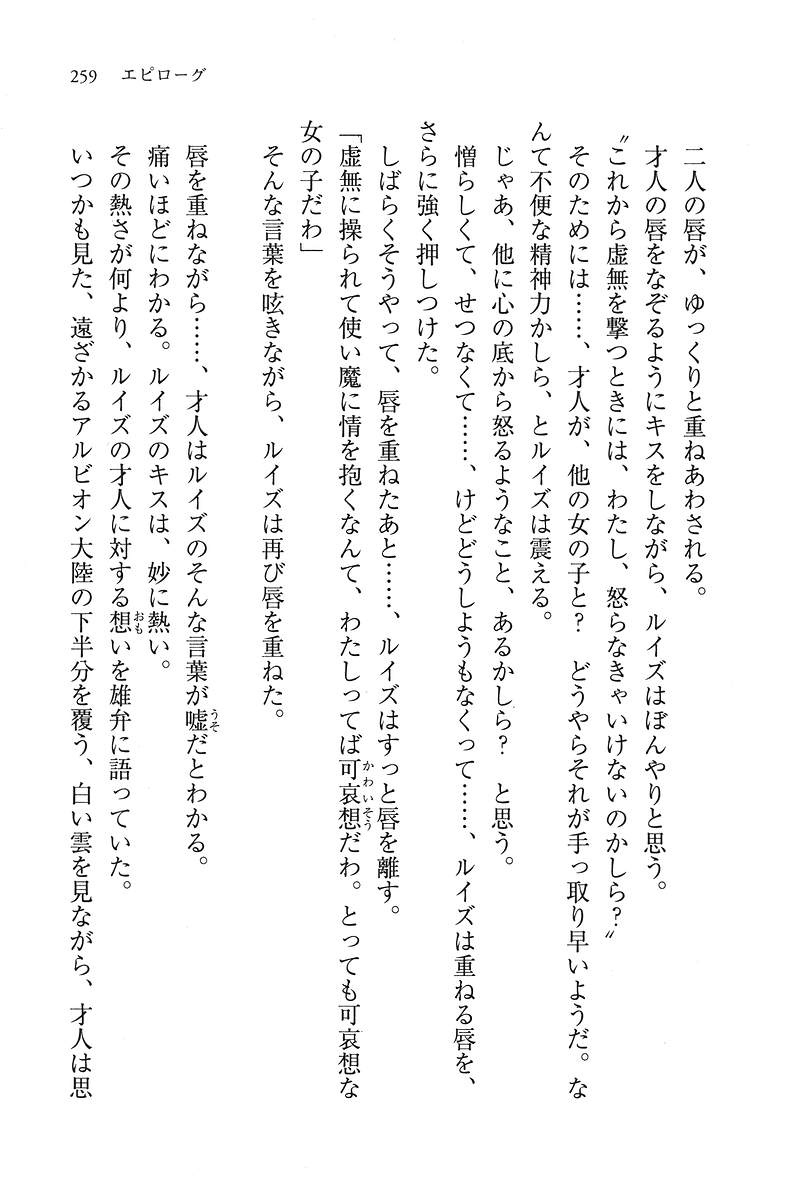 259 エピローグ
二人の唇が、ゆっくりと重ねあわされる。
才人の唇をなぞるようにキスをしながら、ルイズはぼんやりと思う。
〝これから虚無を撃つときには、わたし、怒らなきゃいけないのかしら？〟
そのためには……、才人が、他の女の子と？　どうやらそれが手っ取り早いようだ。な
んて不便な精神力かしら、とルイズは震える。
じゃあ、他に心の底から怒るようなこと、あるかしら？　と思う。
憎らしくて、せつなくて……、けどどうしようもなくって……、ルイズは重ねる唇を、
さらに強く押しつけた。
しばらくそうやって、唇を重ねたあと……、ルイズはすっと唇を離す。
「虚無に操られて使い魔に情を抱くなんて、わたしってば可哀想だわ。とっても可哀想な
女の子だわ」
そんな言葉を呟きながら、ルイズは再び唇を重ねた。
唇を重ねながら……、才人はルイズのそんな言葉が嘘だとわかる。
痛いほどにわかる。ルイズのキスは、妙に熱い。
その熱さが何より、ルイズの才人に対する想いを雄弁に語っていた。
いつかも見た、遠ざかるアルビオン大陸の下半分を覆う、白い雲を見ながら、才人は思